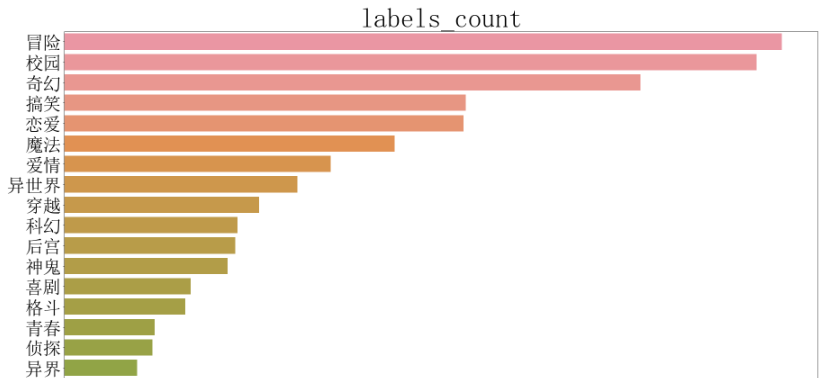 labels_count
冒险
校园
奇幻
搞笑
恋爱
魔法
爱情
异世界
穿越
科幻
后宫
神鬼
喜剧
格斗
青春
侦探
异界